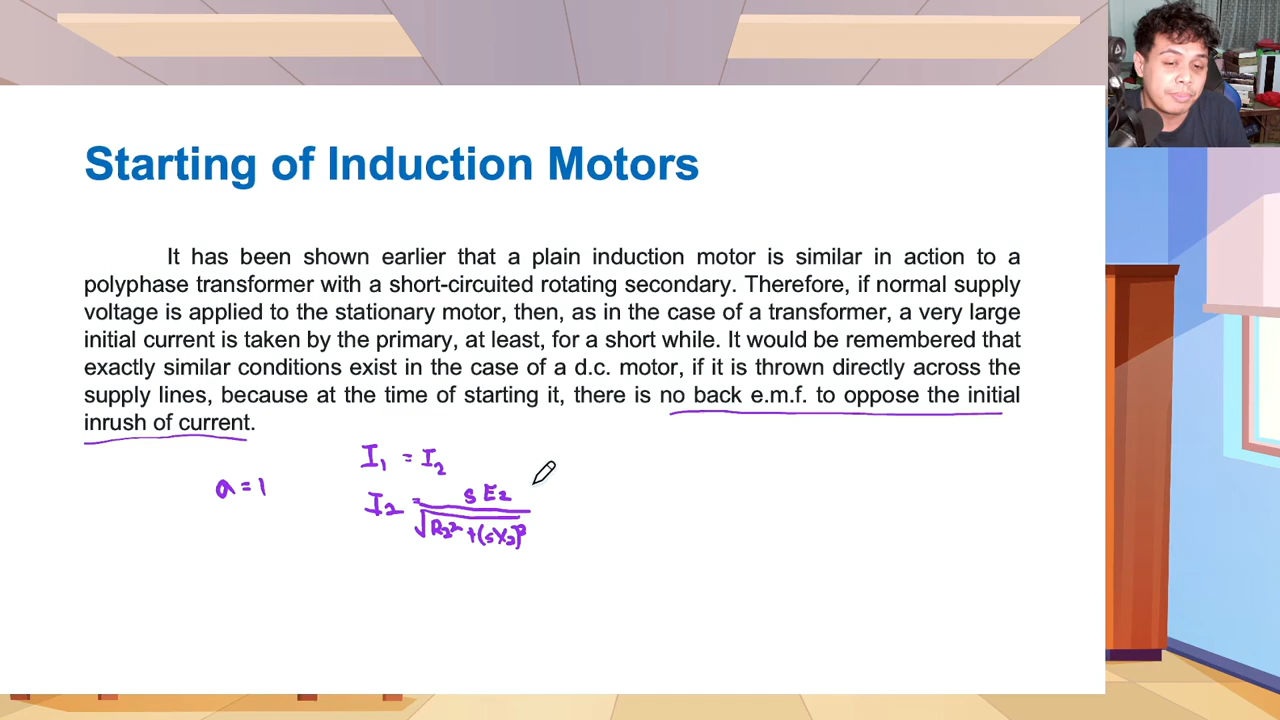 Starting of Induction Motors
It has been shown earlier that a plain induction motor is similar in action to a
polyphase transformer with a short-circuited rotating secondary. Therefore, if normal supply
voltage is applied to the stationary motor, then, as in the case of a transformer, a very large
initial current is taken by the primary, at least, for a short while. It would be remembered that
exactly similar conditions exist in the case of a d.c. motor, if it is thrown directly across the
supply lines, because at the time of starting it, there is no back e.m.f. to oppose the initial
inrush of current.
I₁ = I₂
a = 1
I₂ = sE₂ / √R₂² + (sX₂)²